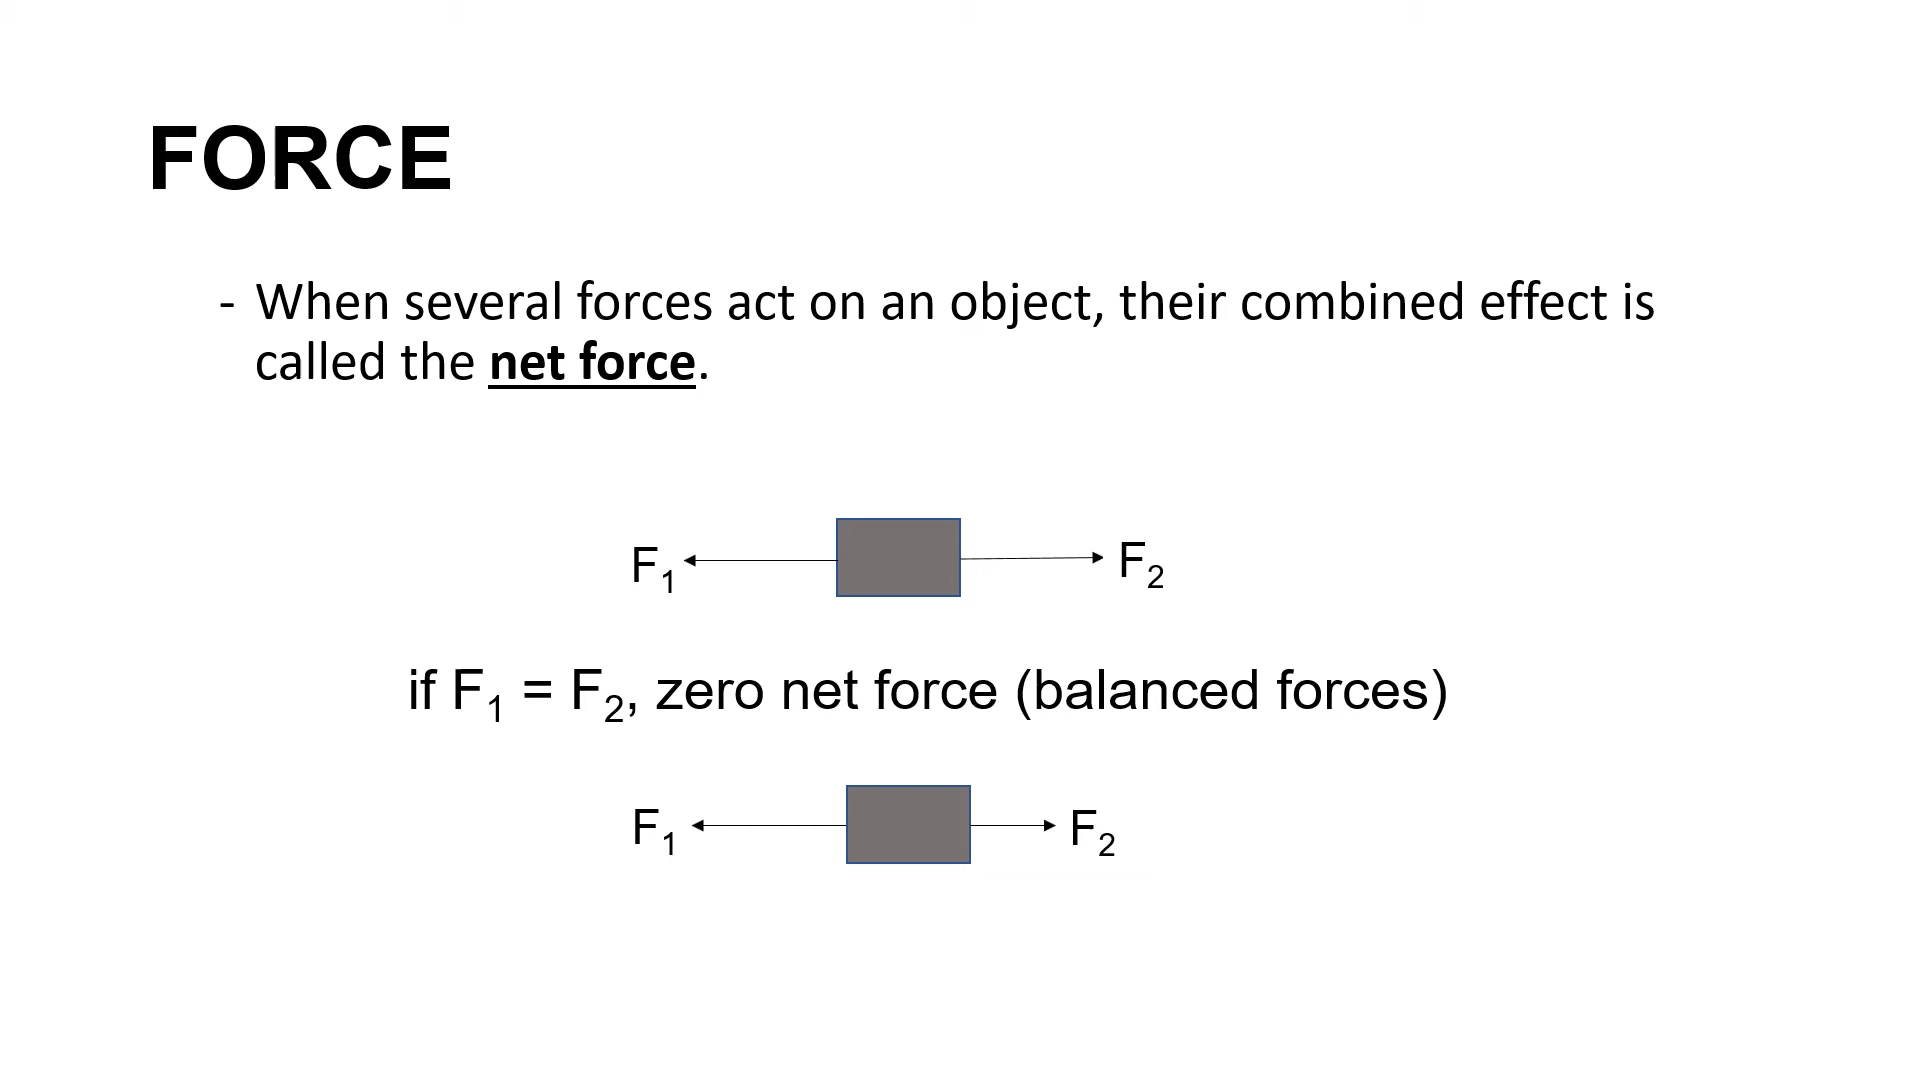 FORCE
- When several forces act on an object, their combined effect is
called the net force.
F₁ F₂
if F₁ = F₂, zero net force (balanced forces)
F₁ F₂